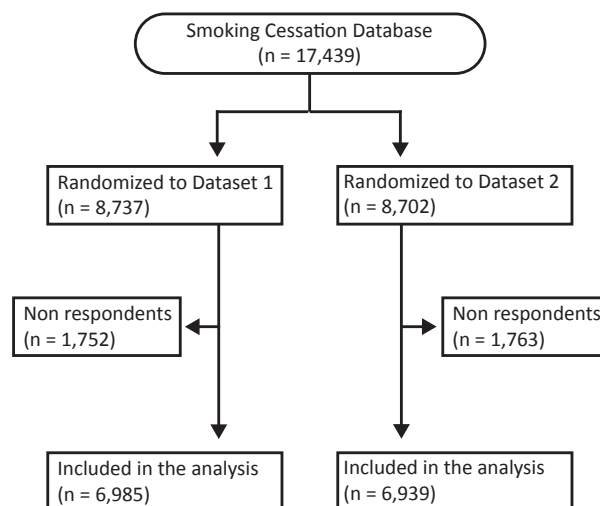 Smoking Cessation Database
(n = 17,439)
Randomized to Dataset 1
(n = 8,737)
Randomized to Dataset 2
(n = 8,702)
Non respondents
(n = 1,752)
Non respondents
(n = 1,763)
Included in the analysis
(n = 6,985)
Included in the analysis
(n = 6,939)